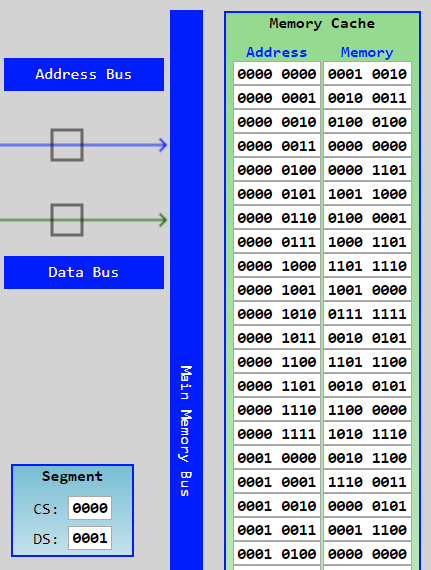 Address Bus
Data Bus
Main Memory Bus
Segment
CS: 0000
DS: 0001
Memory Cache
Address Memory
0000 0000 0001 0010
0000 0001 0010 0011
0000 0010 0100 0100
0000 0011 0000 0000
0000 0100 0000 1101
0000 0101 1001 1000
0000 0110 0100 0001
0000 0111 1000 1101
0000 1000 1101 1110
0000 1001 1001 0000
0000 1010 0111 1111
0000 1011 0010 0101
0000 1100 1101 1100
0000 1101 0010 0101
0000 1110 1100 0000
0000 1111 1010 1110
0001 0000 0010 1100
0001 0001 1110 0011
0001 0010 0000 0101
0001 0011 0001 1100
0001 0100 0000 0000